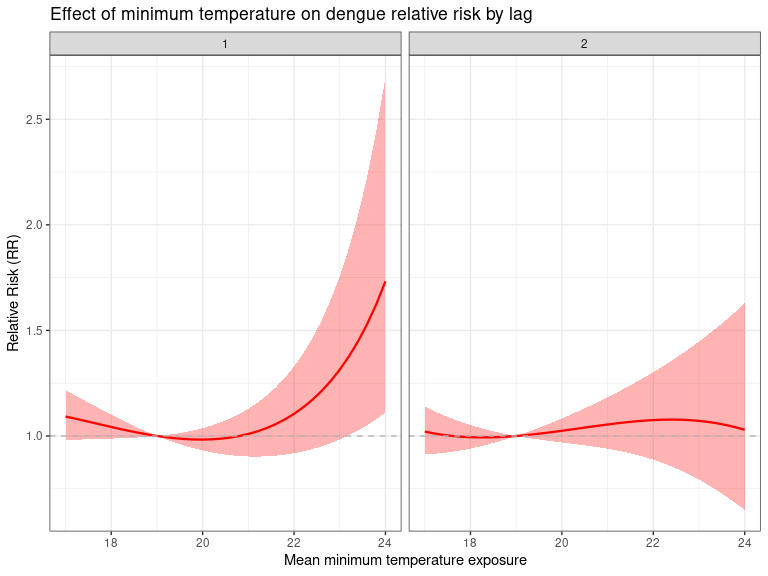 Effect of minimum temperature on dengue relative risk by lag
1 2
2.5
2.0
1.5
1.0
Relative Risk (RR)
18 20 22 24 18 20 22 24
Mean minimum temperature exposure